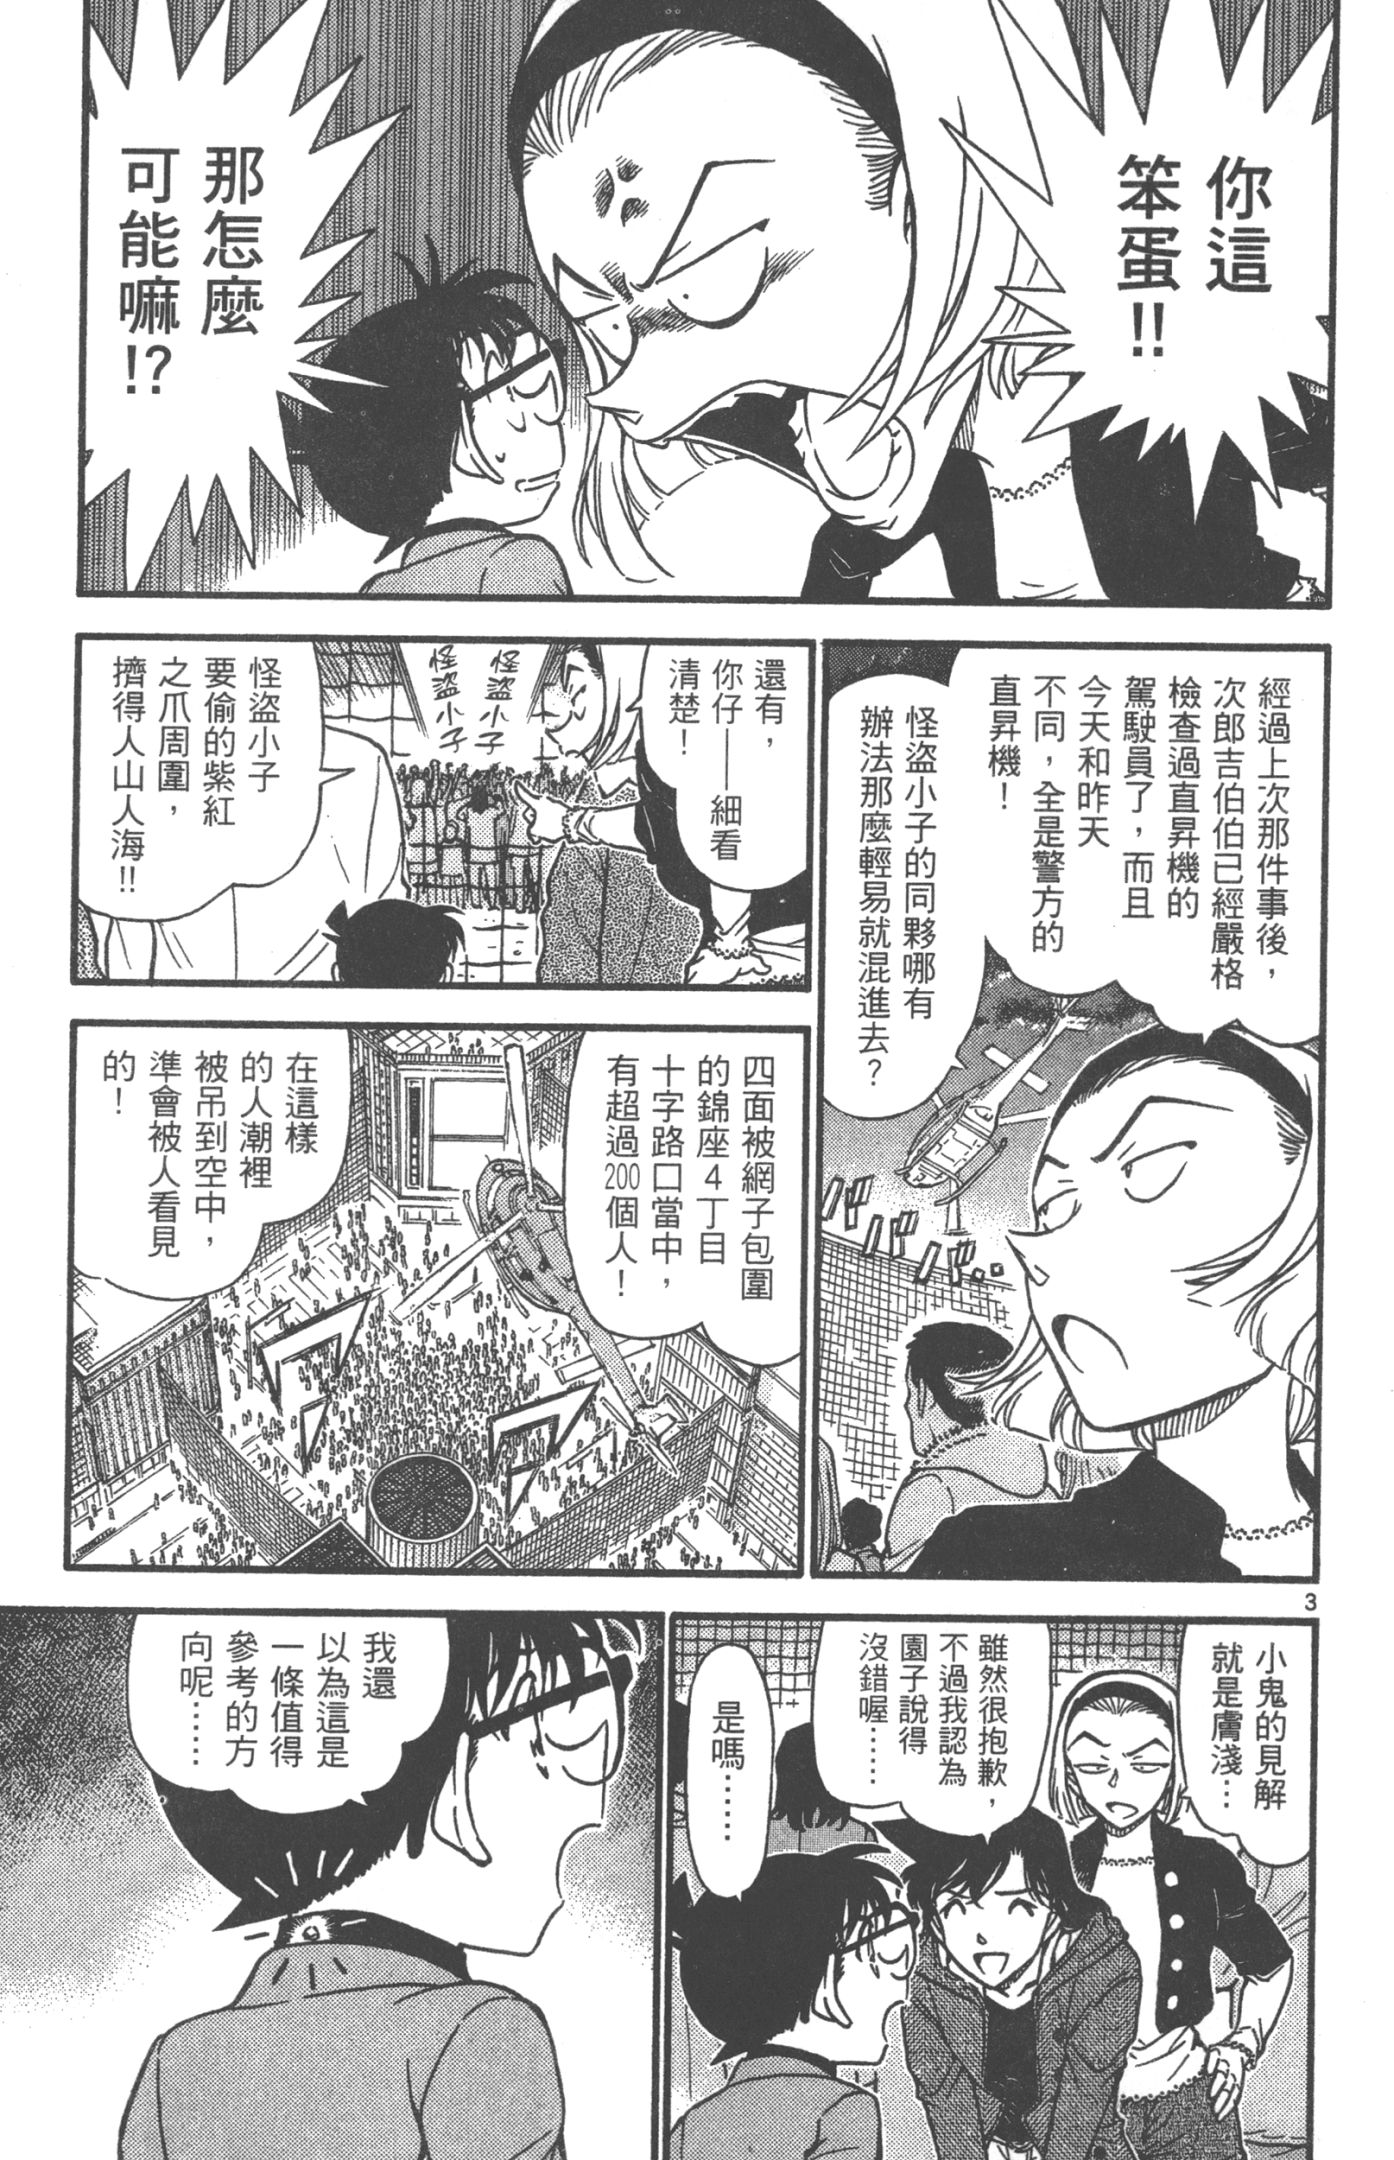 你這
笨蛋!!
那怎麼
可能嘛!?
經過上次那件事後，
次郎吉伯伯已經嚴格
檢查過直昇機的
駕駛員了，而且
今天和昨天
不同，全是警方的
直昇機！
怪盜小子的同夥哪有
辦法那麼輕易就混進去？
還有，
你仔——細看
清楚！
怪盜小子
怪盜小子
怪盜小子
要偷的紫紅
之爪周圍，
擠得人山人海!!
四面被網子包圍
的錦座4丁目
十字路口當中，
有超過200個人！
在這樣
的人潮裡
被吊到空中，
準會被人看見
的！
3
小鬼的見解
就是膚淺…
雖然很抱歉，
不過我認為
園子說得
沒錯喔……
是嗎……
我還
以為這是
一條值得
參考的方
向呢……